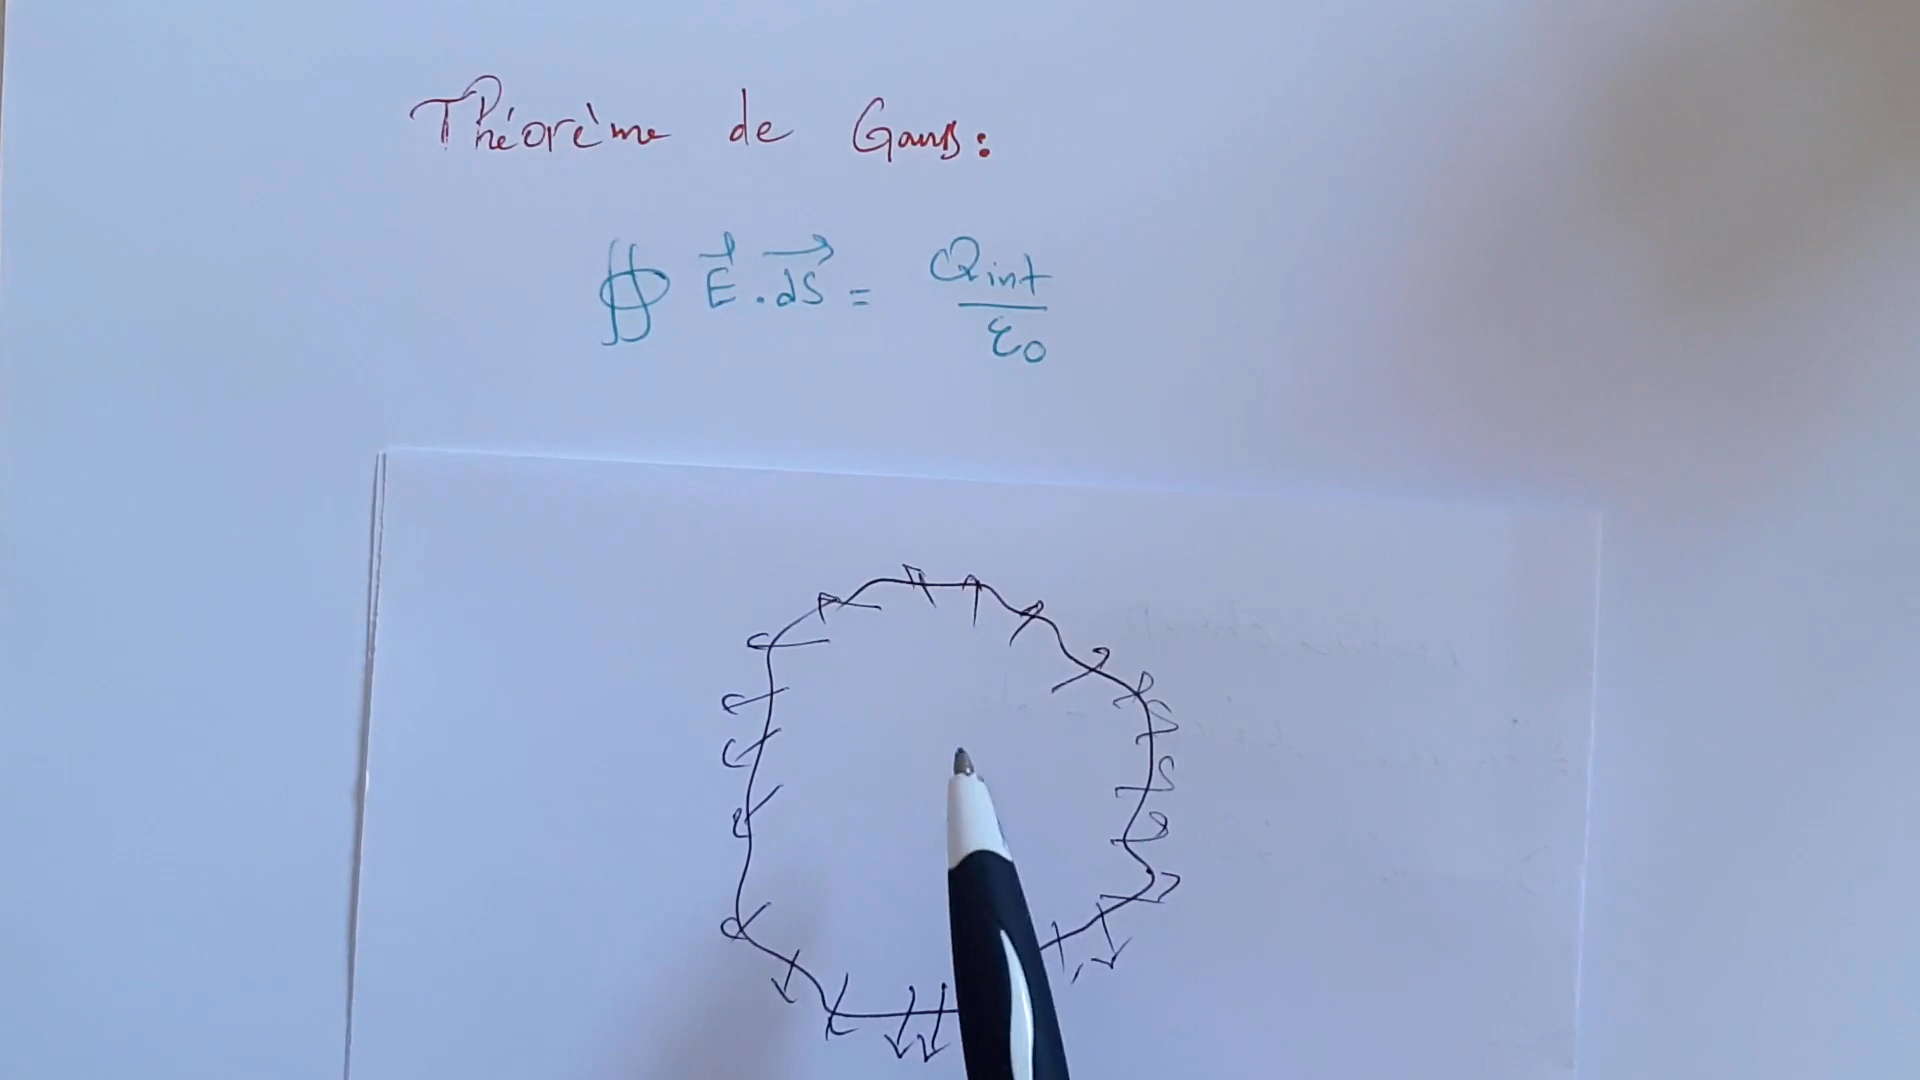 Théorème de Gauss:
∯ E⃗ . dS⃗ = Qint / ε0